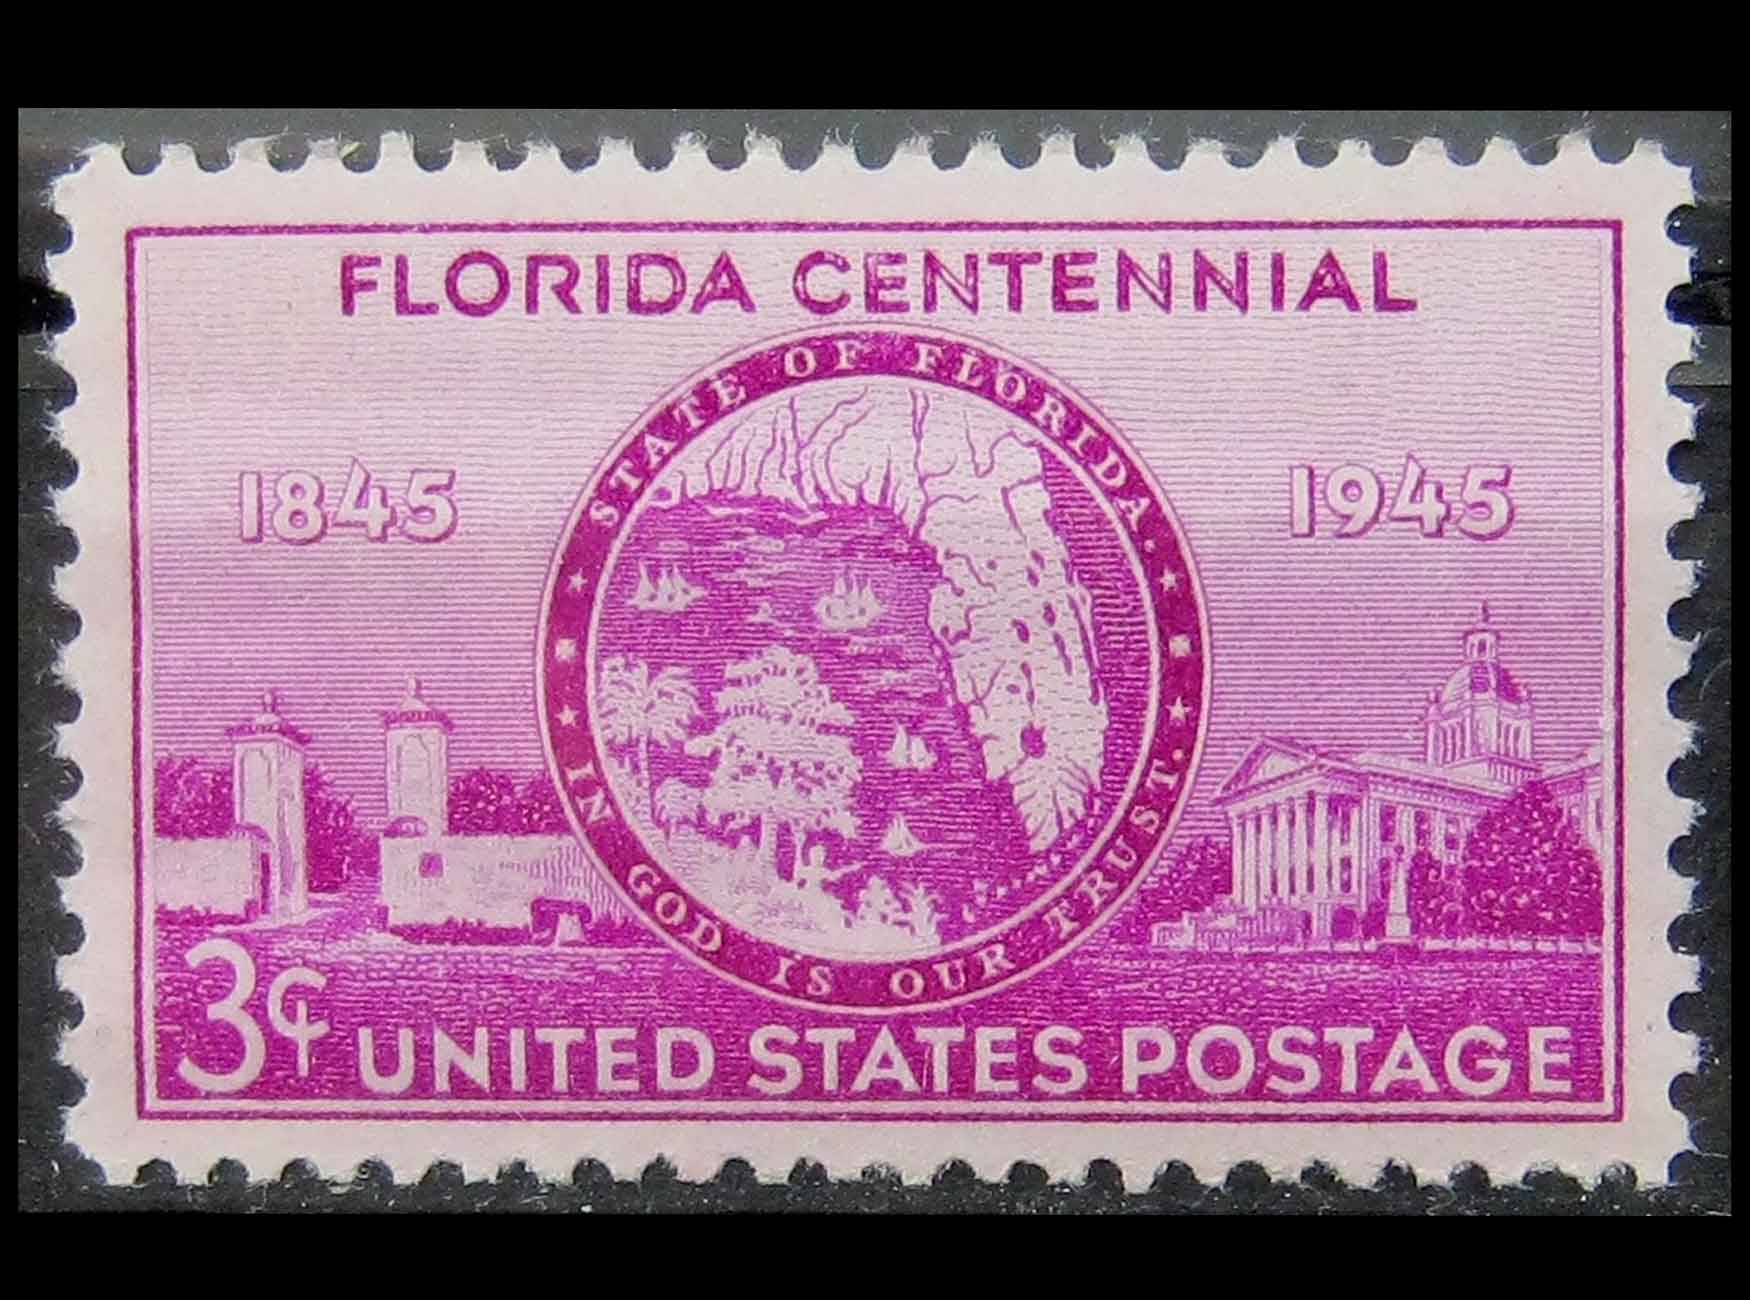 FLORIDA CENTENNIAL
STATE OF FLORIDA.
1845
1945
IN GOD IS OUR TRUST.
3¢ UNITED STATES POSTAGE